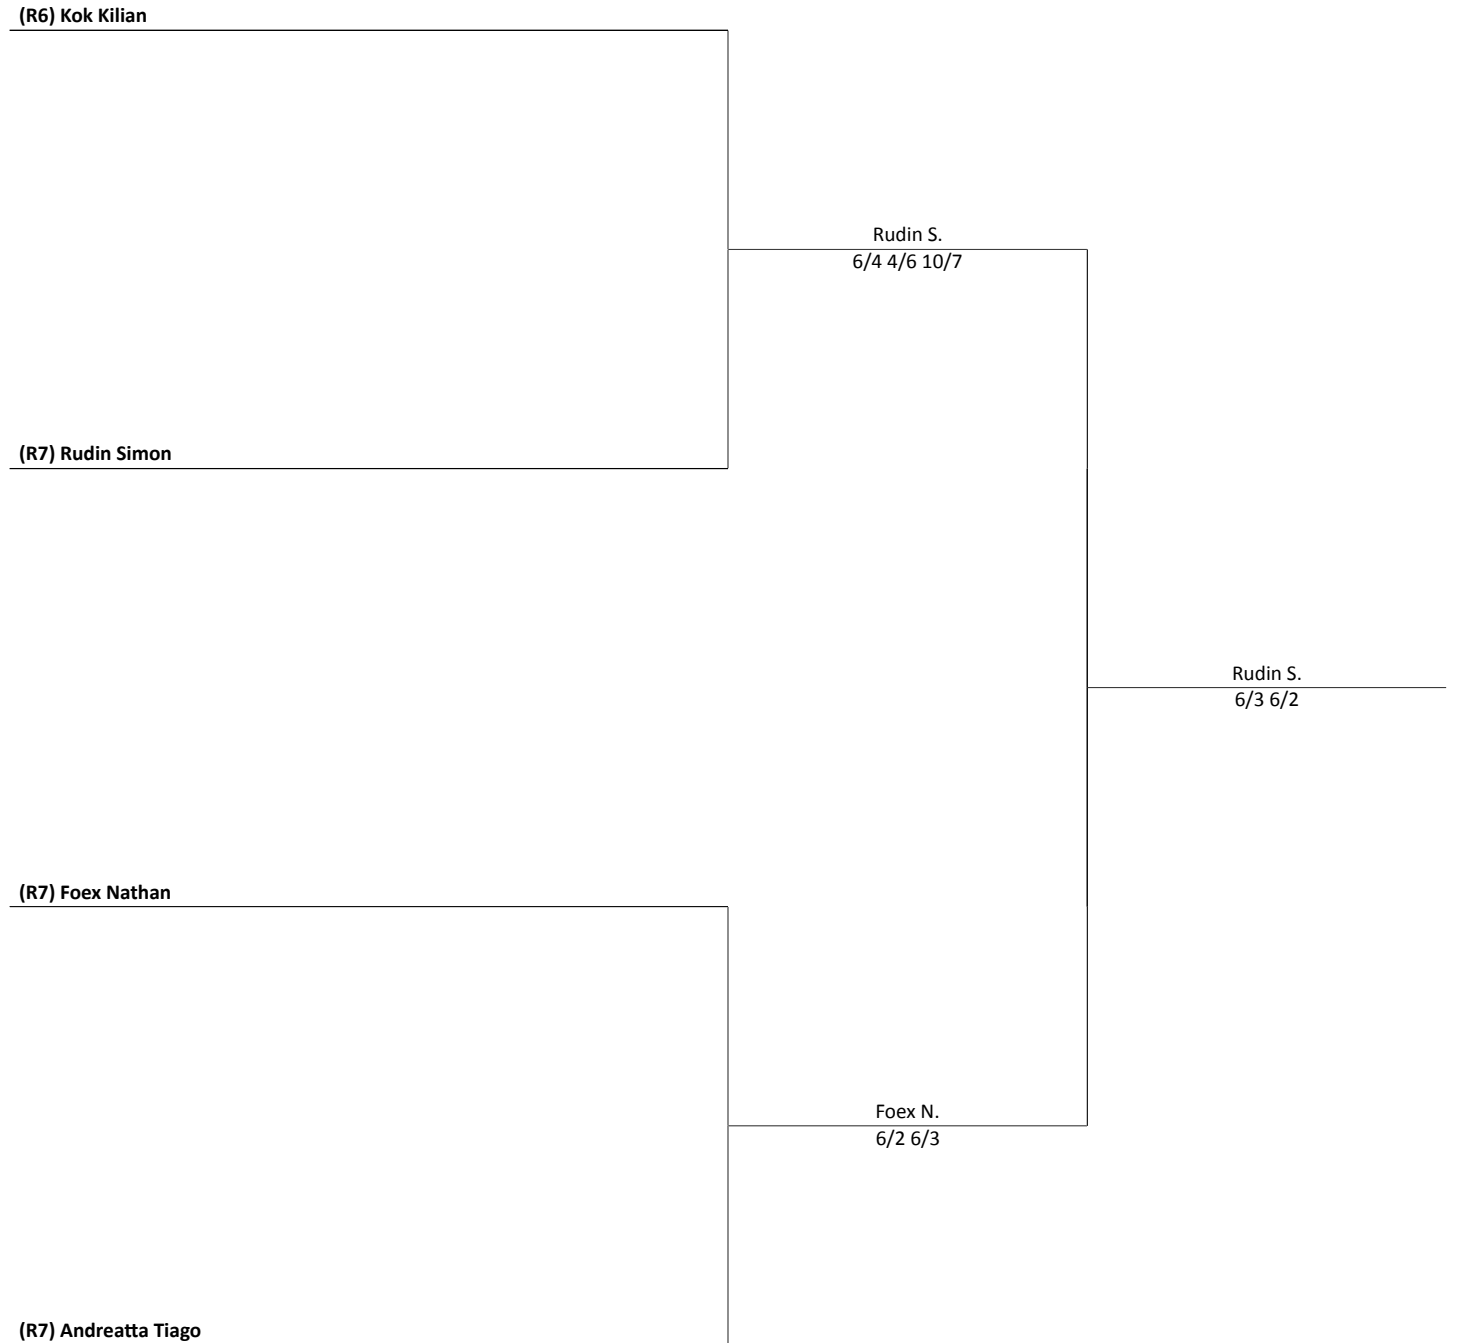 (R6) Kok Kilian
Rudin S.
6/4 4/6 10/7
(R7) Rudin Simon
Rudin S.
6/3 6/2
(R7) Foex Nathan
Foex N.
6/2 6/3
(R7) Andreatta Tiago